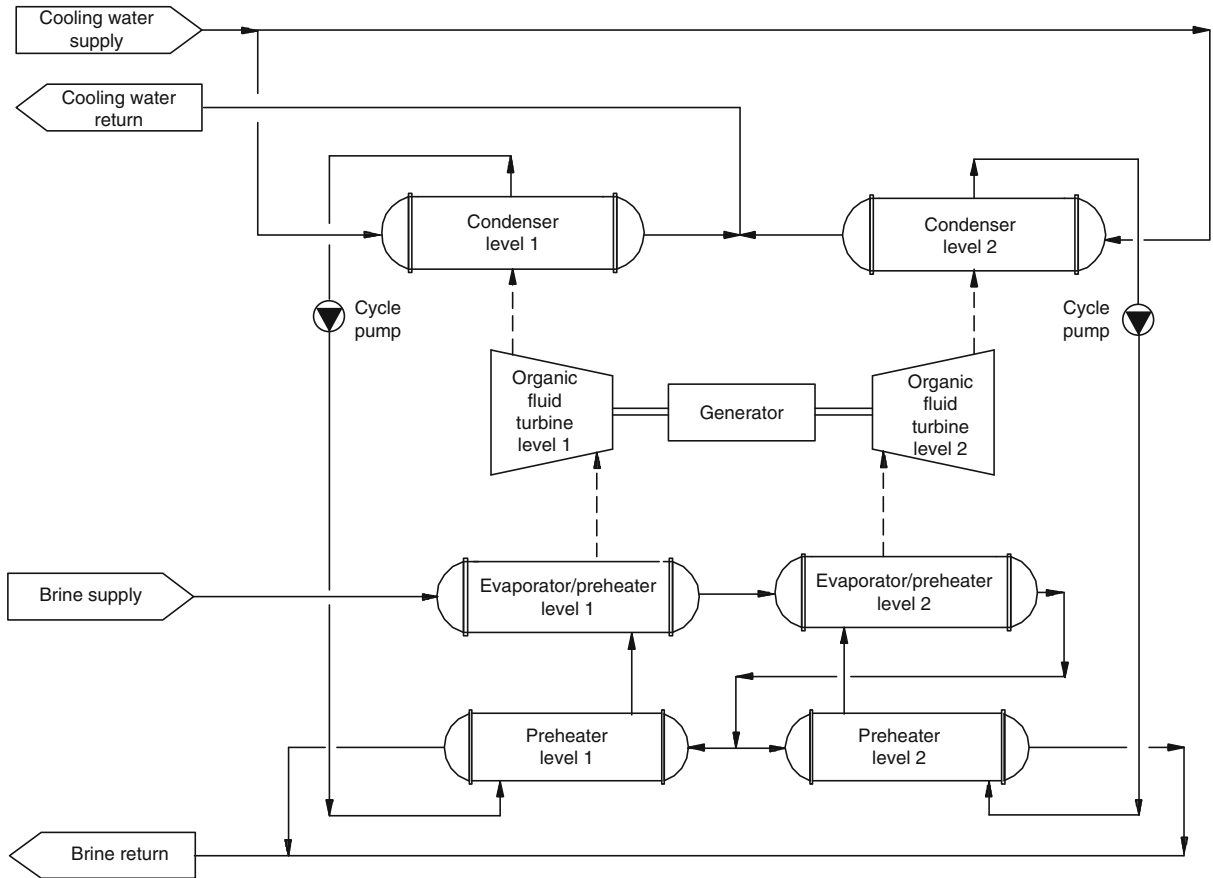 Cooling water
supply
Cooling water
return
Condenser
level 1
Condenser
level 2
Cycle
pump
Cycle
pump
Organic
fluid
turbine
level 1
Generator
Organic
fluid
turbine
level 2
Brine supply
Evaporator/preheater
level 1
Evaporator/preheater
level 2
Preheater
level 1
Preheater
level 2
Brine return